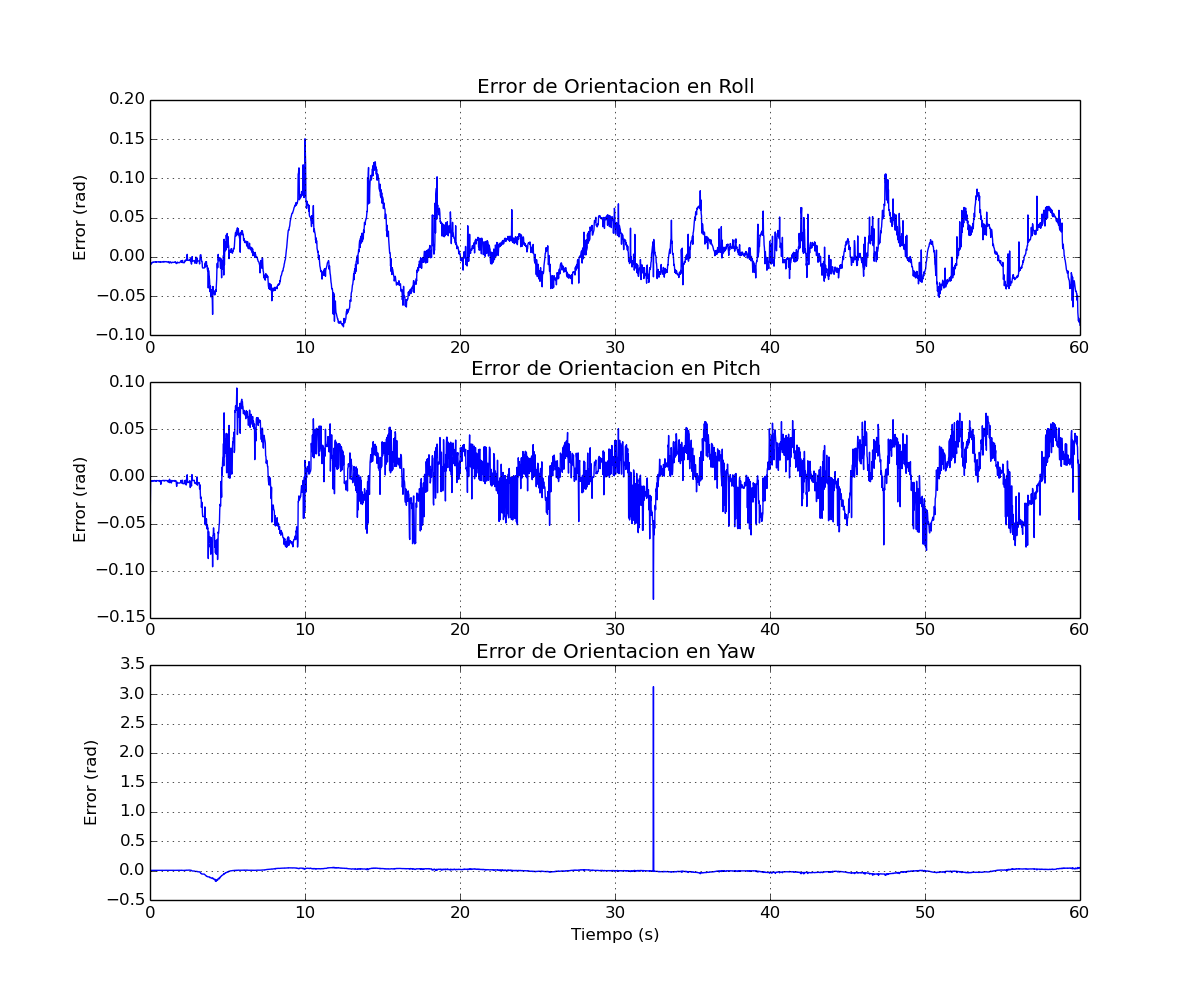 Error de Orientacion en Roll
0.20
0.15
0.10
0.05
0.00
−0.05
−0.10
Error (rad)
0 10 20 30 40 50 60
Error de Orientacion en Pitch
0.10
0.05
0.00
−0.05
−0.10
−0.15
Error (rad)
0 10 20 30 40 50 60
Error de Orientacion en Yaw
3.5
3.0
2.5
2.0
1.5
1.0
0.5
0.0
−0.5
Error (rad)
0 10 20 30 40 50 60
Tiempo (s)